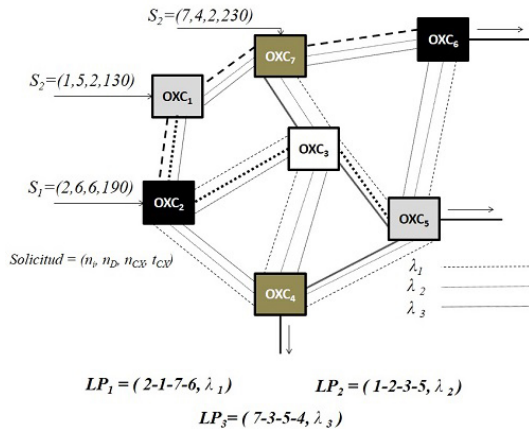 S2=(7,4,2,230)
OXC6
OXC7
S2=(1,5,2,130)
OXC1
OXC3
S1=(2,6,6,190)
OXC2
OXC5
Solicitud = (ni, nD, nCX, tCX)
λ1
OXC4
λ2
λ3
LP1 = ( 2-1-7-6, λ1 )
LP2 = ( 1-2-3-5, λ2 )
LP3 = ( 7-3-5-4, λ3 )